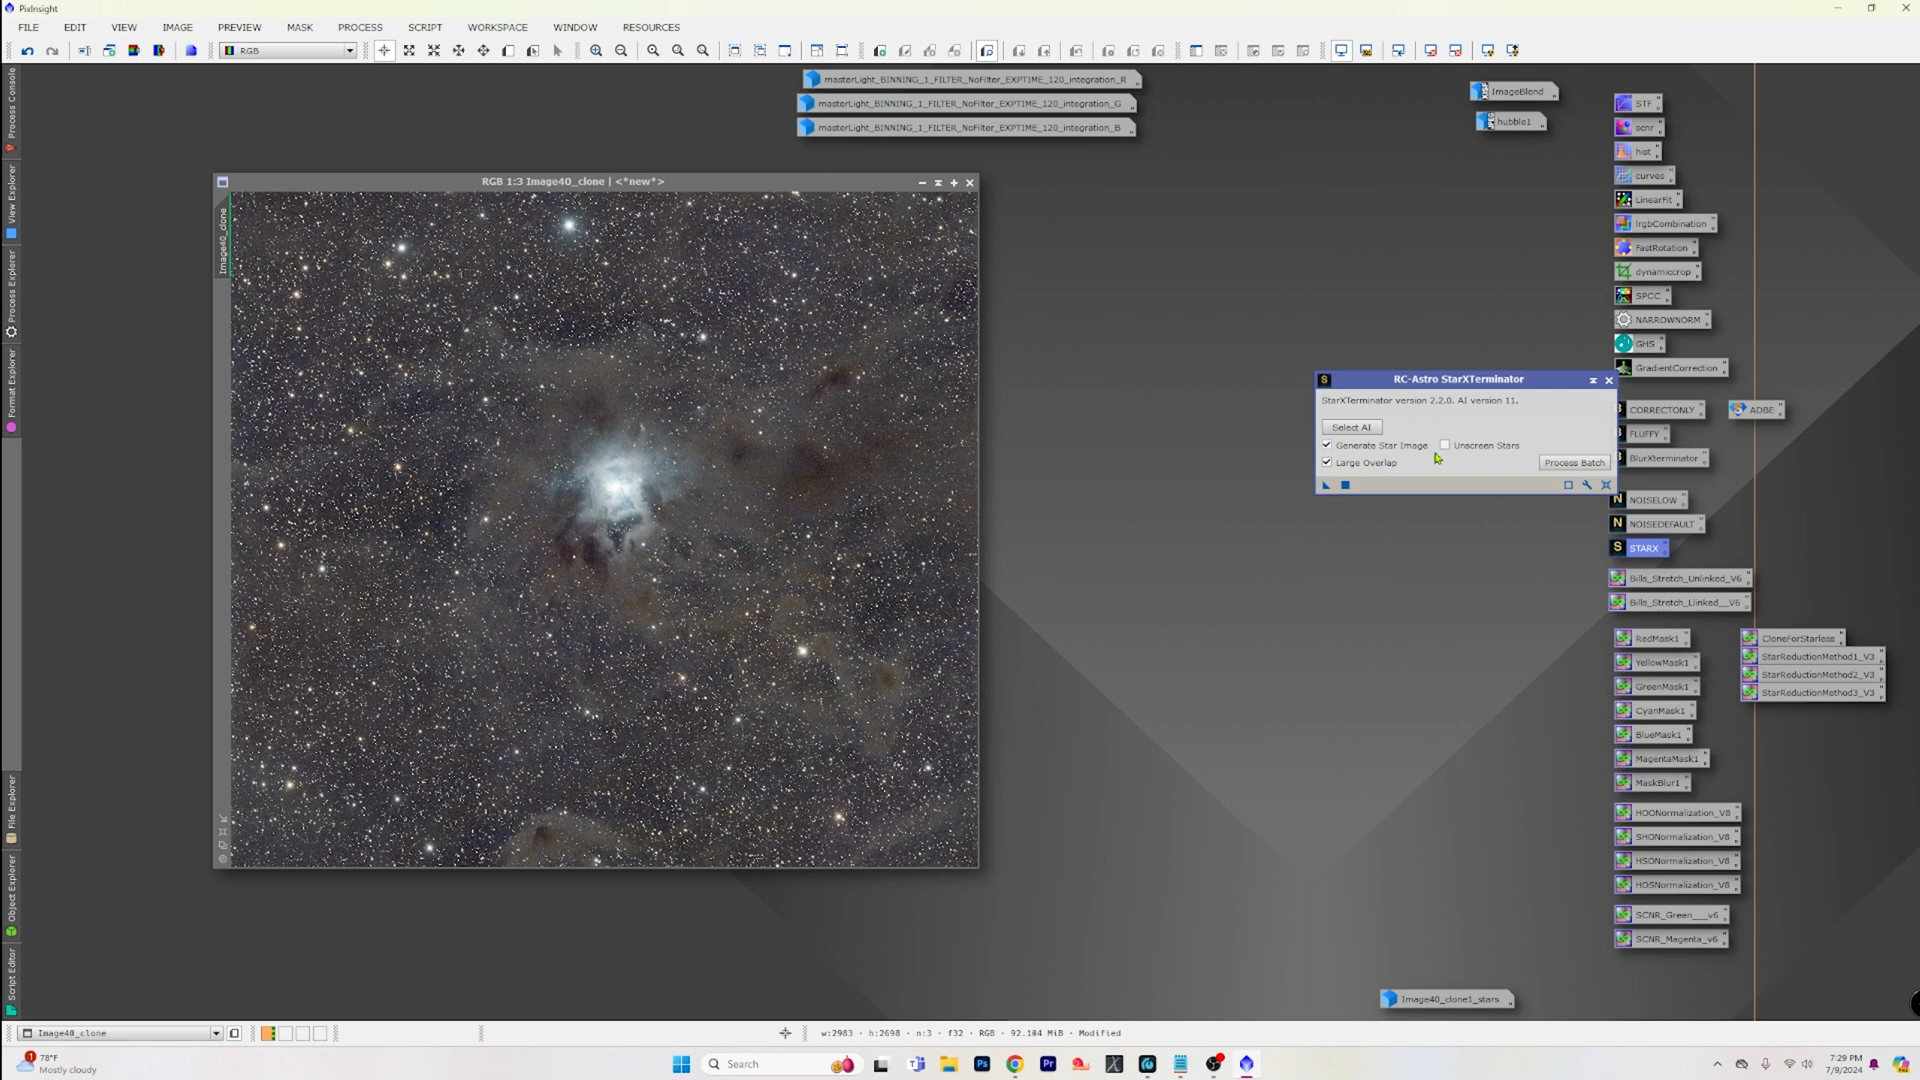 PixInsight
FILE EDIT VIEW IMAGE PREVIEW MASK PROCESS SCRIPT WORKSPACE WINDOW RESOURCES
RGB
Process Console
View Explorer
Process Explorer
Format Explorer
File Explorer
Object Explorer
Script Editor
masterLight_BINNING_1_FILTER_NoFilter_EXPTIME_120_integration_R
masterLight_BINNING_1_FILTER_NoFilter_EXPTIME_120_integration_G
masterLight_BINNING_1_FILTER_NoFilter_EXPTIME_120_integration_B
ImageBlend
hubble1
RGB 1:3 Image40_clone | <*new*>
Image40_clone
RC-Astro StarXTerminator
StarXTerminator version 2.2.0. AI version 11.
Select AI
Generate Star Image Unscreen Stars
Large Overlap Process Batch
STF
scnr
hist
curves
LinearFit
lrgbCombination
FastRotation
dynamiccrop
SPCC
NARROWNORM
GHS
GradientCorrection
CORRECTONLY ADBE
FLUFFY
BlurXterminator
NOISELOW
NOISEDEFAULT
STARX
Bills_Stretch_Unlinked_V6
Bills_Stretch_Llinked__V6
RedMask1 CloneForStarless
YellowMask1 StarReductionMethod1_V3
GreenMask1 StarReductionMethod2_V3
StarReductionMethod3_V3
CyanMask1
BlueMask1
MagentaMask1
MaskBlur1
HOONormalization_V8
SHONormalization_V8
HSONormalization_V8
HOSNormalization_V8
SCNR_Green___v6
SCNR_Magenta_v6
Image40_clone1_stars
Image40_clone
w:2983 · h:2698 · n:3 · f32 · RGB · 92.104 MiB · Modified
1
78°F
Mostly cloudy
Search
Ps
Pr
7:29 PM
7/9/2024